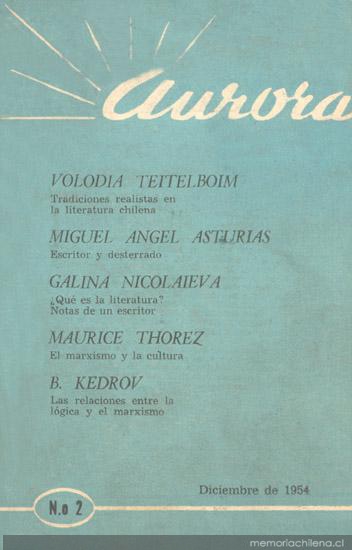 Aurora
VOLODIA TEITELBOIM
Tradiciones realistas en
la literatura chilena
MIGUEL ANGEL ASTURIAS
Escritor y desterrado
GALINA NICOLAIEVA
¿Qué es la literatura?
Notas de un escritor
MAURICE THOREZ
El marxismo y la cultura
B. KEDROV
Las relaciones entre la
lógica y el marxismo
Diciembre de 1954
N.o 2
memoriachilena.cl